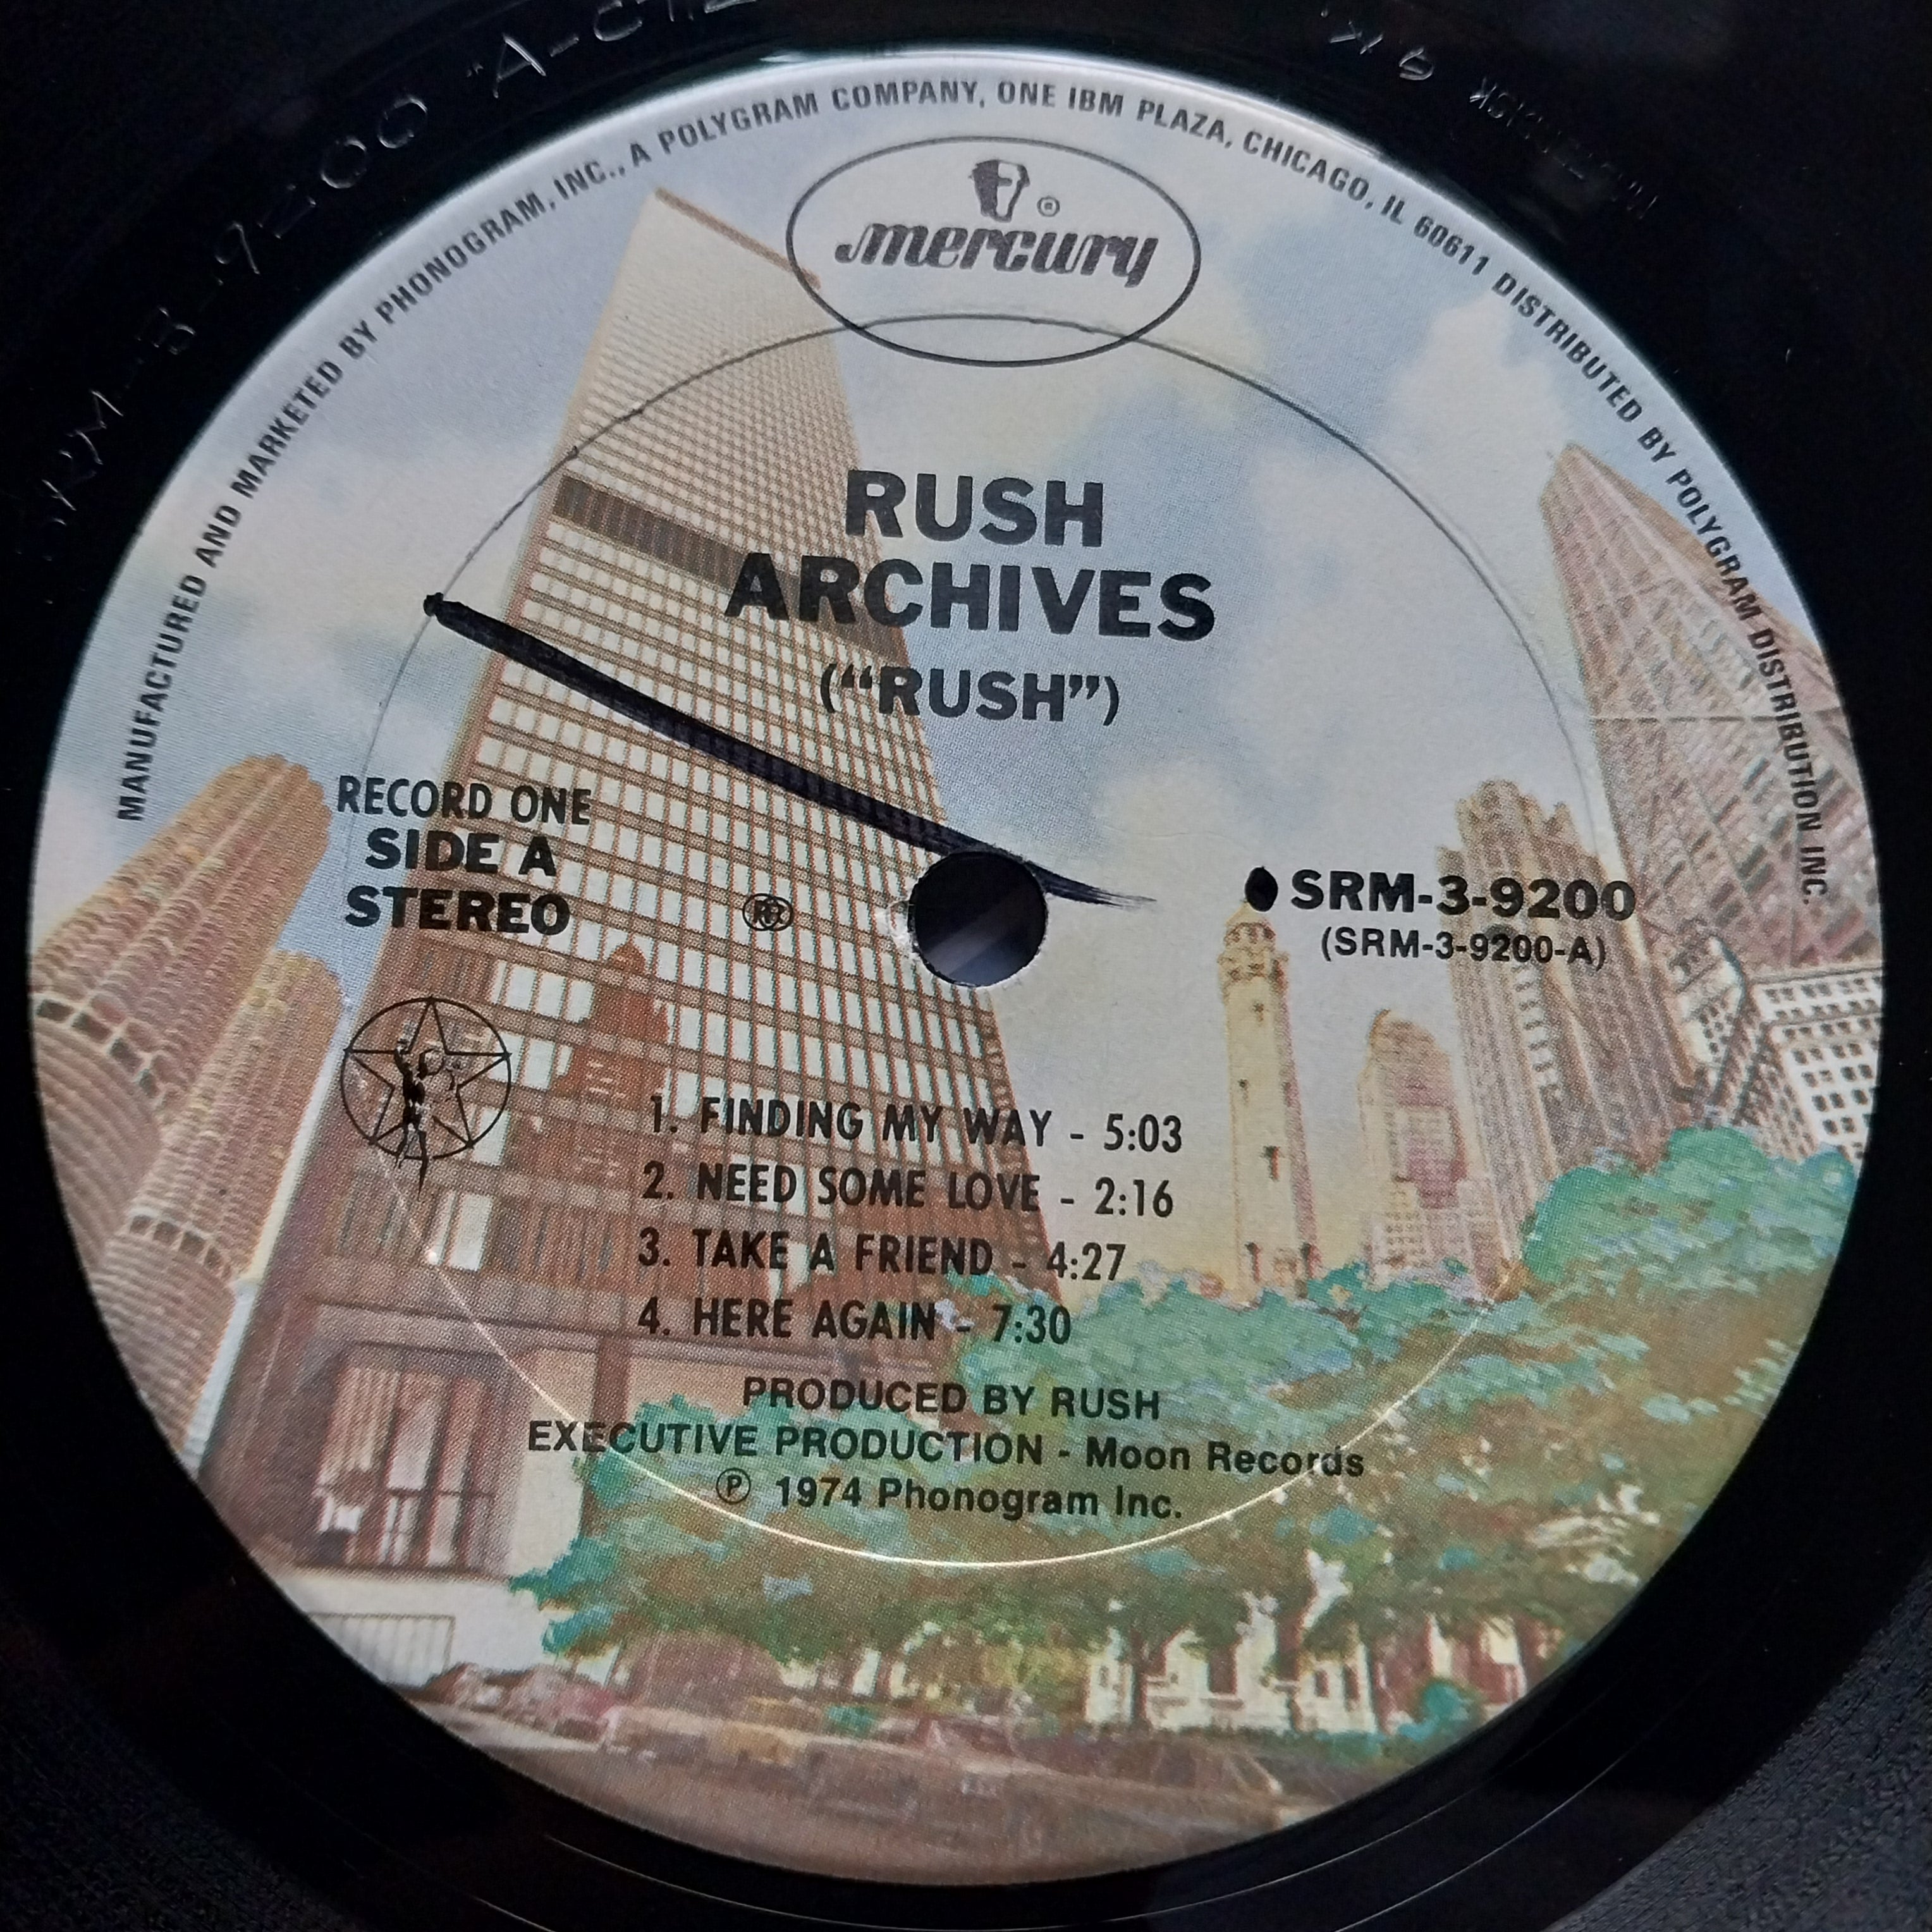 MANUFACTURED AND MARKETED BY PHONOGRAM, INC., A POLYGRAM COMPANY, ONE IBM PLAZA, CHICAGO, IL 60611 DISTRIBUTED BY POLYGRAM DISTRIBUTION INC.
®
mercury
RUSH
ARCHIVES
("RUSH")
RECORD ONE
SIDE A
STEREO
SRM-3-9200
(SRM-3-9200-A)
1. FINDING MY WAY - 5:03
2. NEED SOME LOVE - 2:16
3. TAKE A FRIEND - 4:27
4. HERE AGAIN - 7:30
PRODUCED BY RUSH
EXECUTIVE PRODUCTION - Moon Records
℗ 1974 Phonogram Inc.